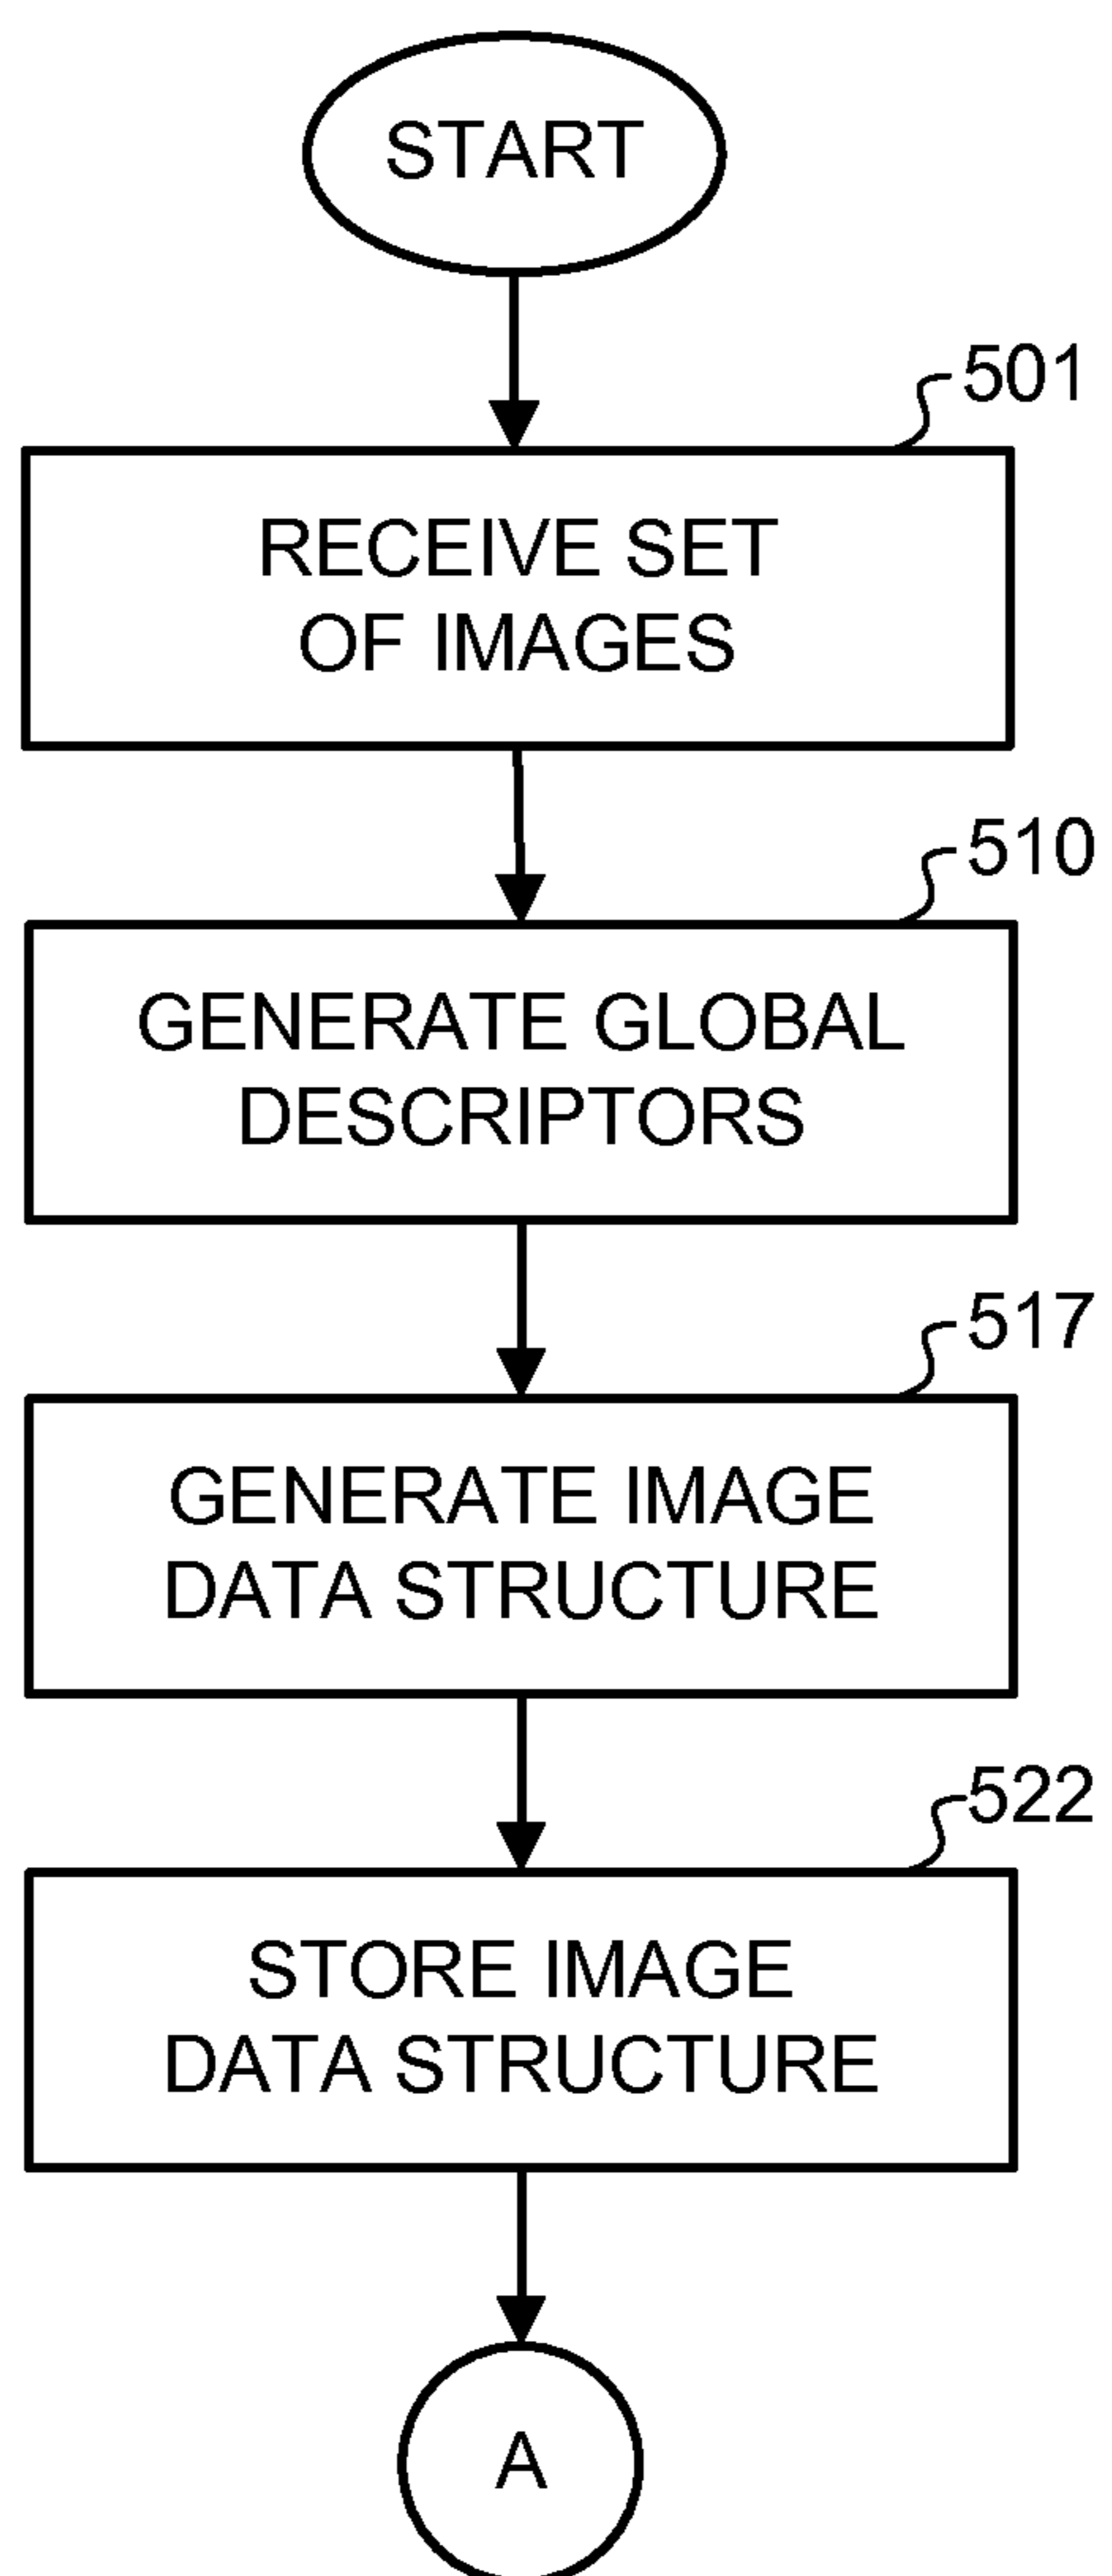 START
501
RECEIVE SET
OF IMAGES
510
GENERATE GLOBAL
DESCRIPTORS
517
GENERATE IMAGE
DATA STRUCTURE
522
STORE IMAGE
DATA STRUCTURE
A